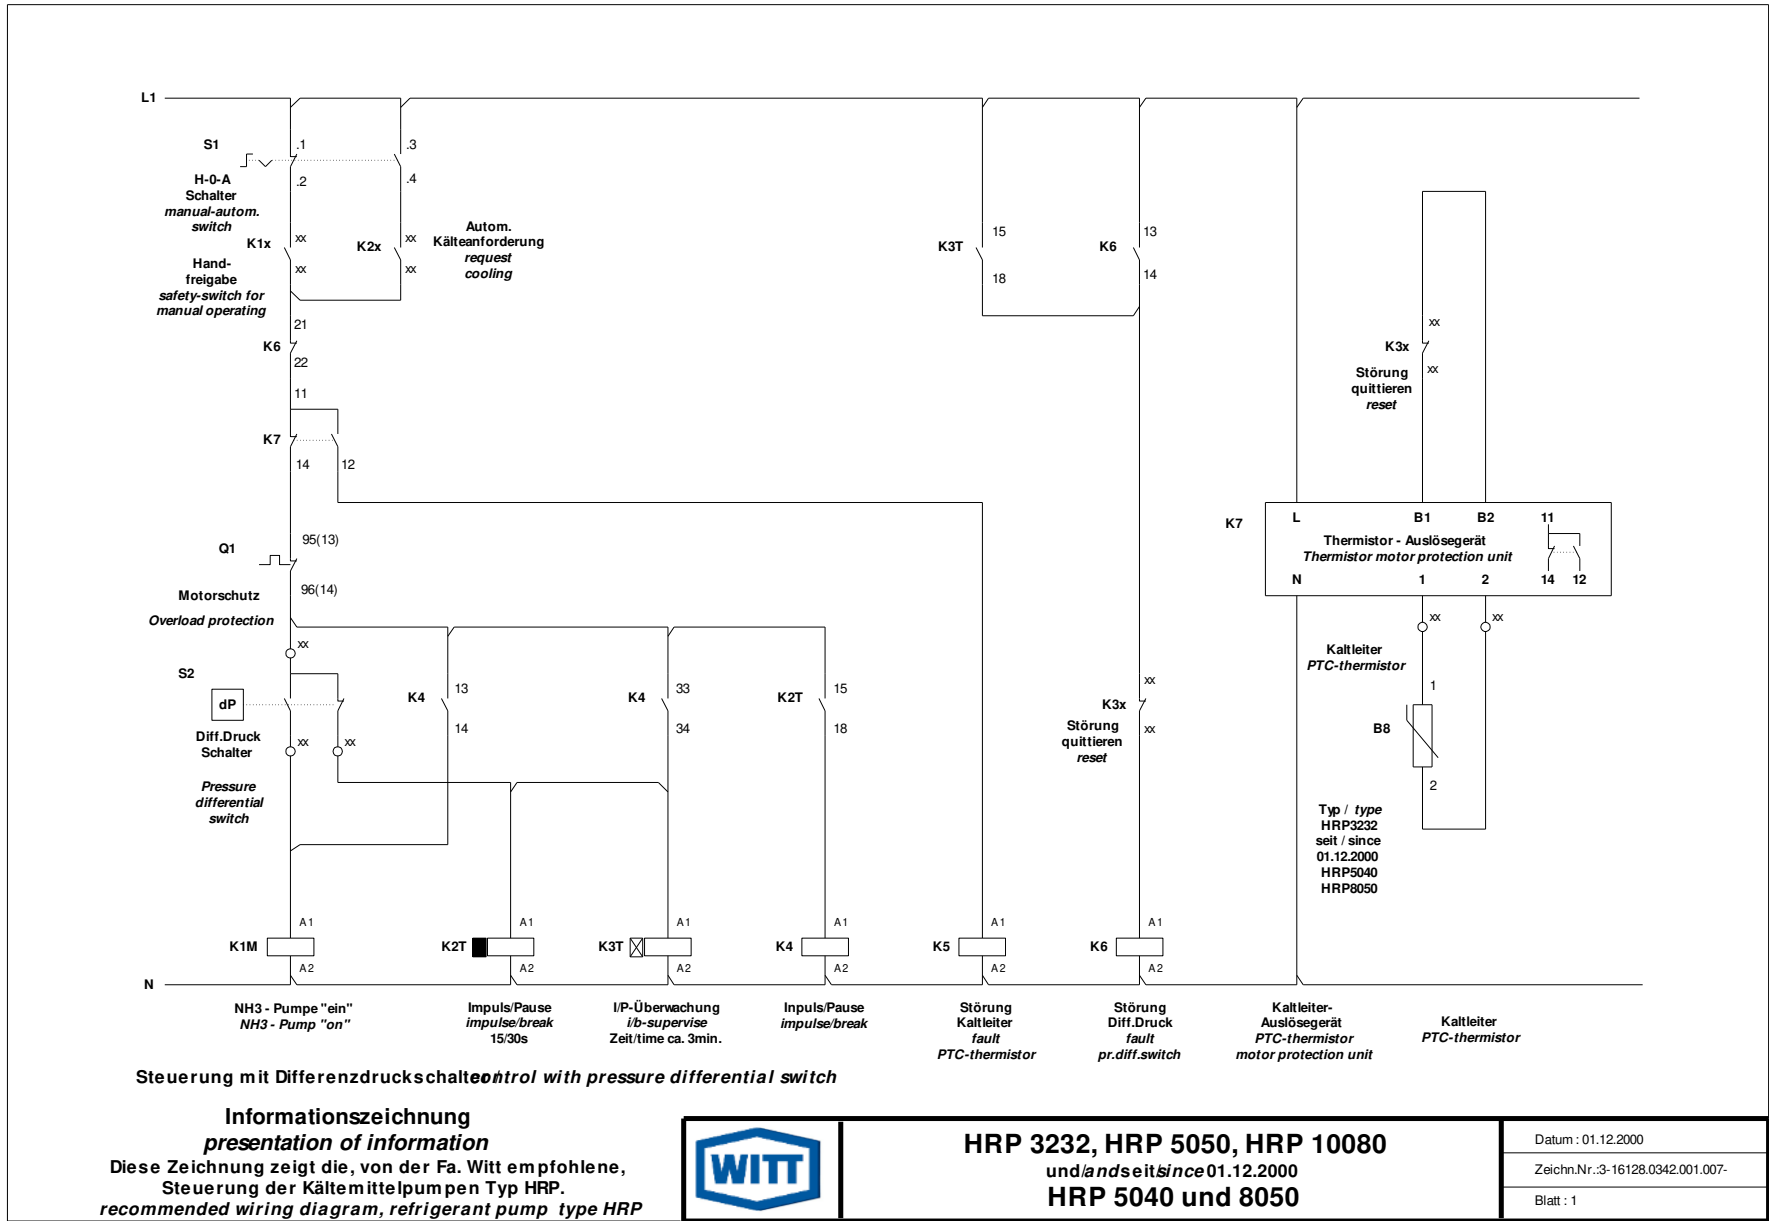 L1
S1
.1
.3
H-0-A
.2
.4
Schalter
manual-autom.
switch
K1x
xx
xx
K2x
xx
xx
Autom.
Kälteanforderung
request
cooling
Hand-
freigabe
safety-switch for
manual operating
K3T
15
18
K6
13
14
21
K6
22
11
K7
14
12
K3x
xx
xx
Störung
quittieren
reset
K7
L
B1
B2
11
Thermistor - Auslösegerät
Thermistor motor protection unit
N
1
2
14
12
Q1
95(13)
96(14)
Motorschutz
Overload protection
xx
S2
dP
Diff.Druck
Schalter
xx
xx
Pressure
differential
switch
K4
13
14
K4
33
34
K2T
15
18
xx
K3x
xx
Störung
quittieren
reset
xx
xx
Kaltleiter
PTC-thermistor
1
B8
2
Typ / type
HRP3232
seit / since
01.12.2000
HRP5040
HRP8050
A1
A1
A1
A1
A1
A1
K1M
K2T
K3T
K4
K5
K6
A2
A2
A2
A2
A2
A2
N
NH3 - Pumpe "ein"
NH3 - Pump "on"
Impuls/Pause
impulse/break
15/30s
I/P-Überwachung
i/b-supervise
Zeit/time ca. 3min.
Inpuls/Pause
impulse/break
Störung
Kaltleiter
fault
PTC-thermistor
Störung
Diff.Druck
fault
pr.diff.switch
Kaltleiter-
Auslösegerät
PTC-thermistor
motor protection unit
Kaltleiter
PTC-thermistor
Steuerung mit Differenzdruckschalter/control with pressure differential switch
Informationszeichnung
presentation of information
Diese Zeichnung zeigt die, von der Fa. Witt empfohlene,
Steuerung der Kältemittelpumpen Typ HRP.
recommended wiring diagram, refrigerant pump type HRP
WITT
HRP 3232, HRP 5050, HRP 10080
und/and seit/since 01.12.2000
HRP 5040 und 8050
Datum : 01.12.2000
Zeichn.Nr.:3-16128.0342.001.007-
Blatt : 1